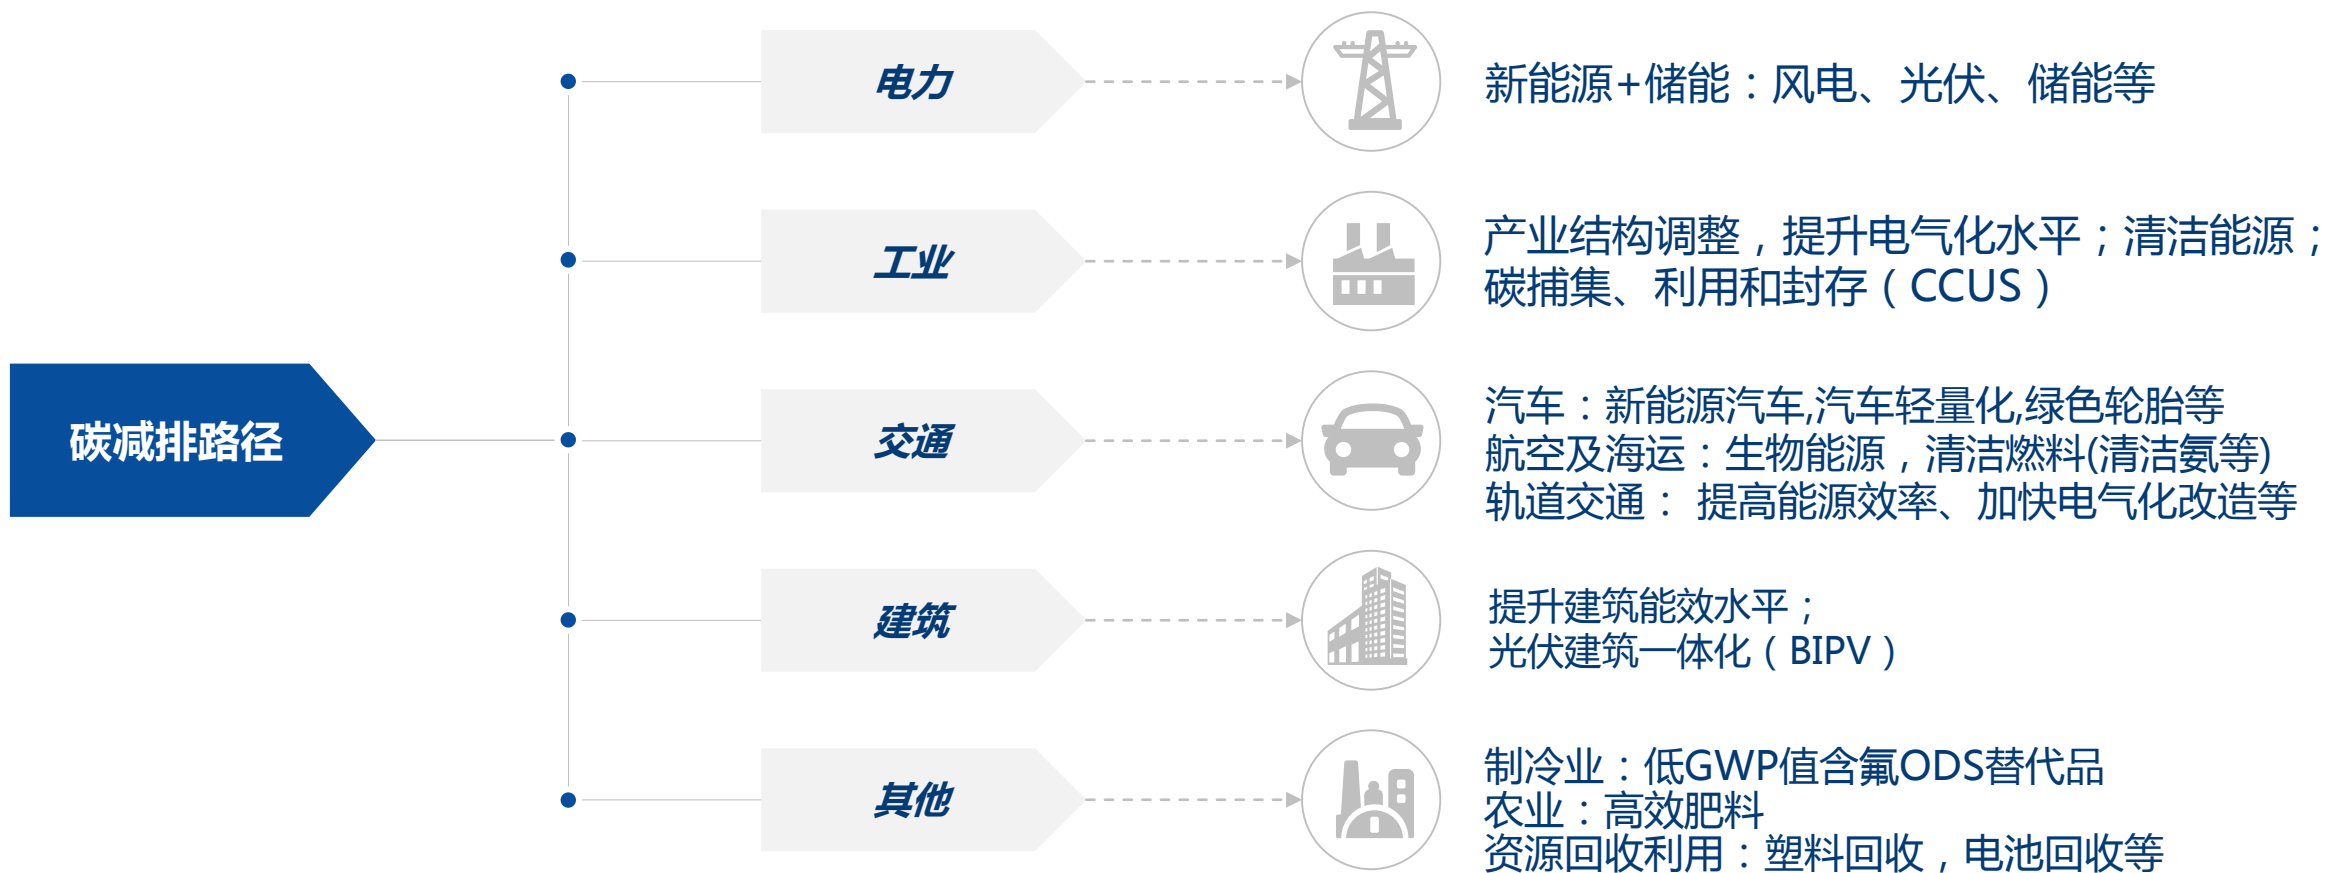 碳减排路径
电力
新能源+储能：风电、光伏、储能等
工业
产业结构调整，提升电气化水平；清洁能源；
碳捕集、利用和封存（CCUS）
交通
汽车：新能源汽车,汽车轻量化,绿色轮胎等
航空及海运：生物能源，清洁燃料(清洁氨等)
轨道交通： 提高能源效率、加快电气化改造等
建筑
提升建筑能效水平；
光伏建筑一体化（BIPV）
其他
制冷业：低GWP值含氟ODS替代品
农业：高效肥料
资源回收利用：塑料回收，电池回收等